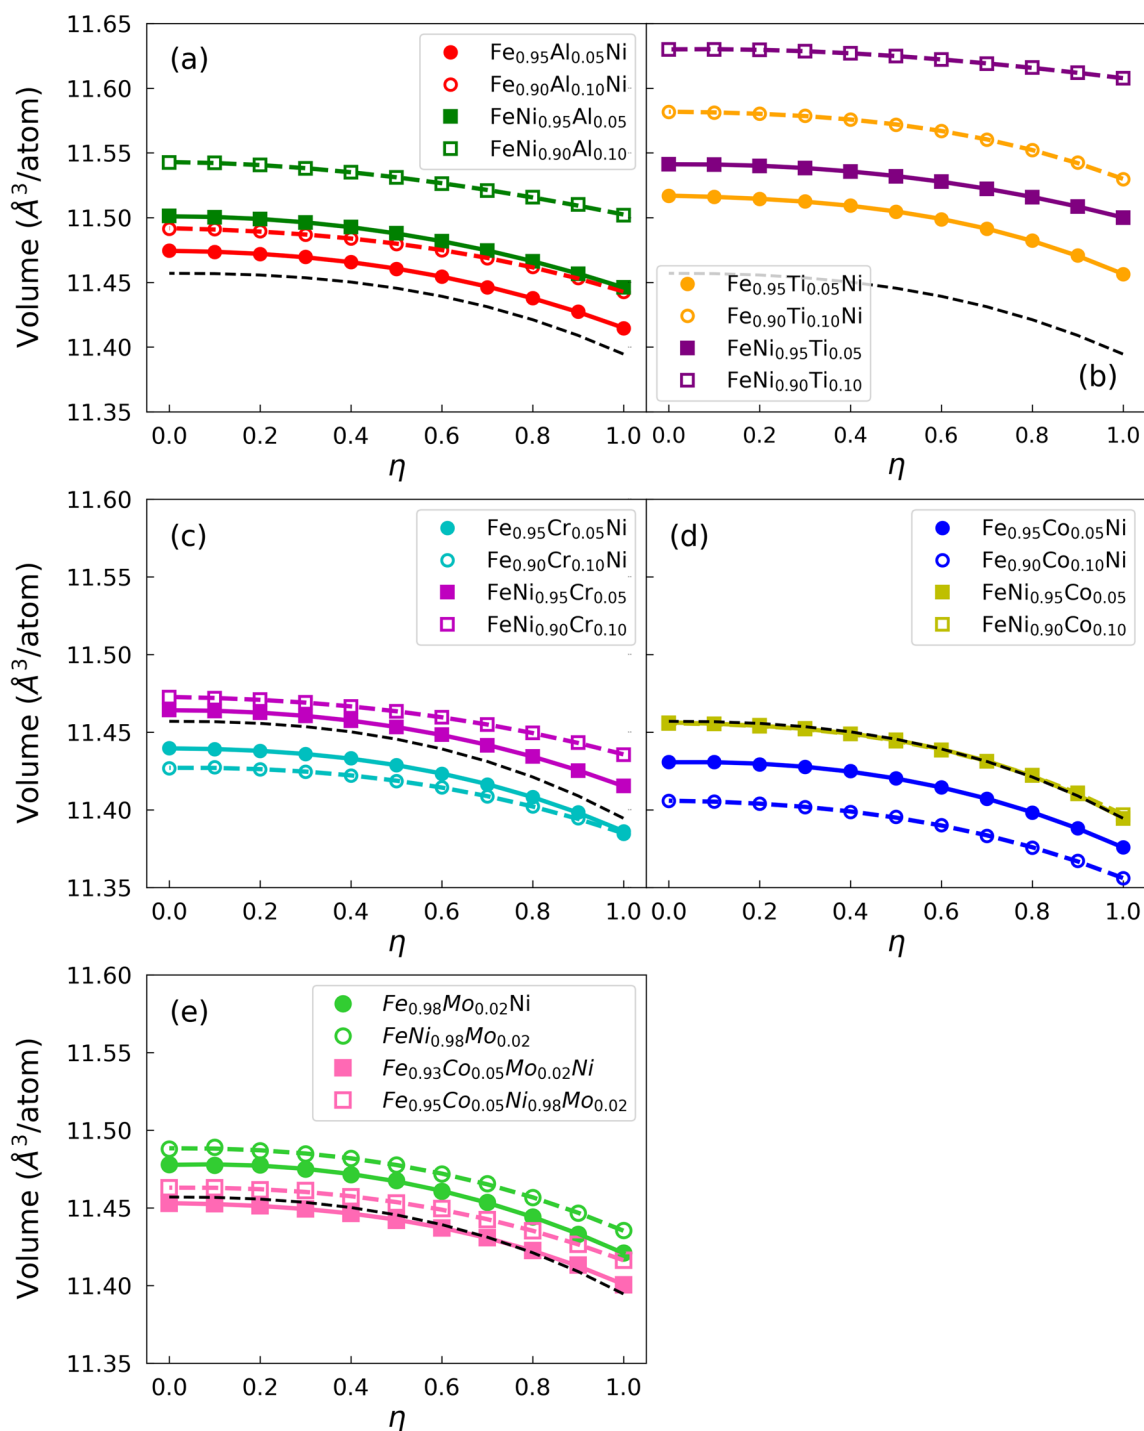 11.65
11.60
11.55
11.50
11.45
11.40
11.35
Volume (Å³/atom)
(a)
Fe₀.₉₅Al₀.₀₅Ni
Fe₀.₉₀Al₀.₁₀Ni
FeNi₀.₉₅Al₀.₀₅
FeNi₀.₉₀Al₀.₁₀
0.0 0.2 0.4 0.6 0.8 1.0
η
Fe₀.₉₅Ti₀.₀₅Ni
Fe₀.₉₀Ti₀.₁₀Ni
FeNi₀.₉₅Ti₀.₀₅
FeNi₀.₉₀Ti₀.₁₀
(b)
0.0 0.2 0.4 0.6 0.8 1.0
η
11.60
11.55
11.50
11.45
11.40
11.35
Volume (Å³/atom)
(c)
Fe₀.₉₅Cr₀.₀₅Ni
Fe₀.₉₀Cr₀.₁₀Ni
FeNi₀.₉₅Cr₀.₀₅
FeNi₀.₉₀Cr₀.₁₀
0.0 0.2 0.4 0.6 0.8 1.0
η
(d)
Fe₀.₉₅Co₀.₀₅Ni
Fe₀.₉₀Co₀.₁₀Ni
FeNi₀.₉₅Co₀.₀₅
FeNi₀.₉₀Co₀.₁₀
0.0 0.2 0.4 0.6 0.8 1.0
η
11.60
11.55
11.50
11.45
11.40
11.35
Volume (Å³/atom)
(e)
Fe₀.₉₈Mo₀.₀₂Ni
FeNi₀.₉₈Mo₀.₀₂
Fe₀.₉₃Co₀.₀₅Mo₀.₀₂Ni
Fe₀.₉₅Co₀.₀₅Ni₀.₉₈Mo₀.₀₂
0.0 0.2 0.4 0.6 0.8 1.0
η